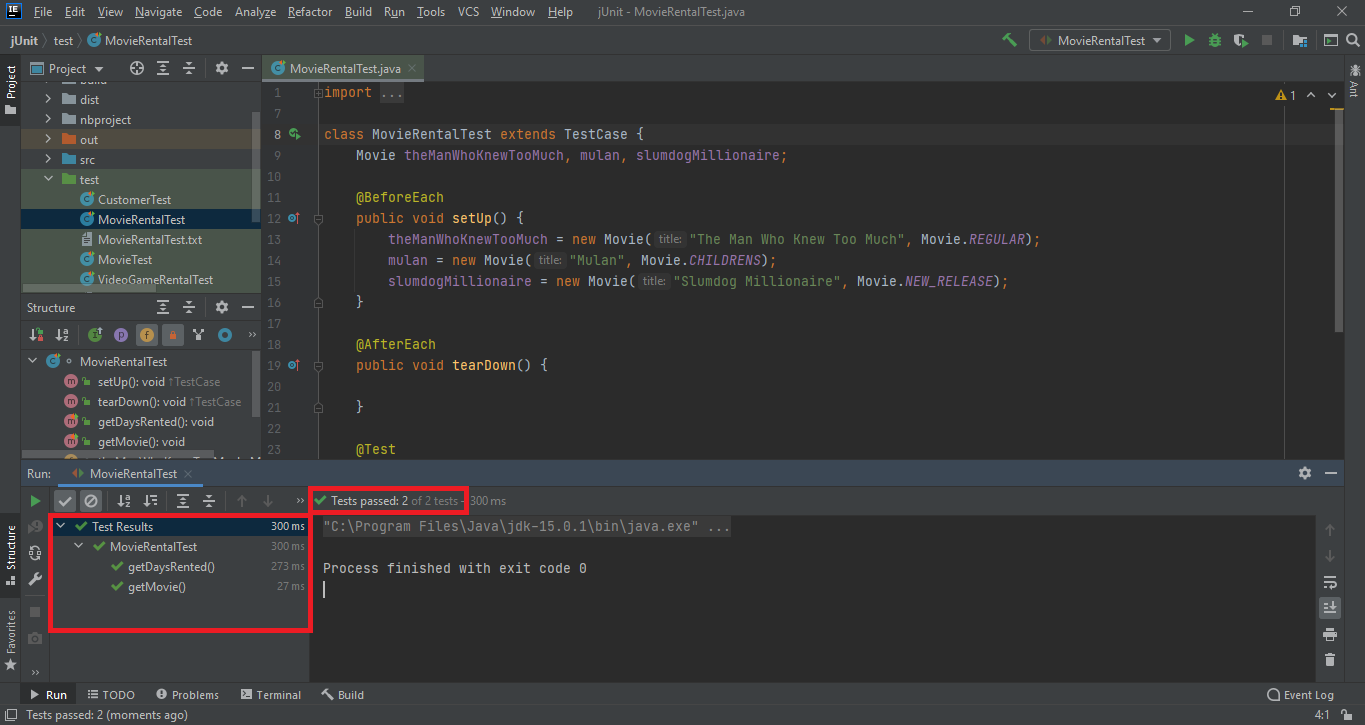 File Edit View Navigate Code Analyze Refactor Build Run Tools VCS Window Help jUnit - MovieRentalTest.java
jUnit test MovieRentalTest
MovieRentalTest
Project
Project
MovieRentalTest.java
Ant
build
dist
nbproject
out
src
test
CustomerTest
MovieRentalTest
MovieRentalTest.txt
MovieTest
VideoGameRentalTest
1 import ...
1
7
8 class MovieRentalTest extends TestCase {
9 Movie theManWhoKnewTooMuch, mulan, slumdogMillionaire;
10
11 @BeforeEach
12 public void setUp() {
13 theManWhoKnewTooMuch = new Movie( title: "The Man Who Knew Too Much", Movie.REGULAR);
14 mulan = new Movie( title: "Mulan", Movie.CHILDRENS);
15 slumdogMillionaire = new Movie( title: "Slumdog Millionaire", Movie.NEW_RELEASE);
16 }
17
18 @AfterEach
19 public void tearDown() {
20
21 }
22
23 @Test
Structure
MovieRentalTest
setUp(): void ↑TestCase
tearDown(): void ↑TestCase
getDaysRented(): void
getMovie(): void
Run: MovieRentalTest
Tests passed: 2 of 2 tests – 300 ms
Test Results 300 ms
MovieRentalTest 300 ms
getDaysRented() 273 ms
getMovie() 27 ms
"C:\Program Files\Java\jdk-15.0.1\bin\java.exe" ...
Process finished with exit code 0
Structure
Favorites
Run TODO Problems Terminal Build Event Log
Tests passed: 2 (moments ago) 4:1